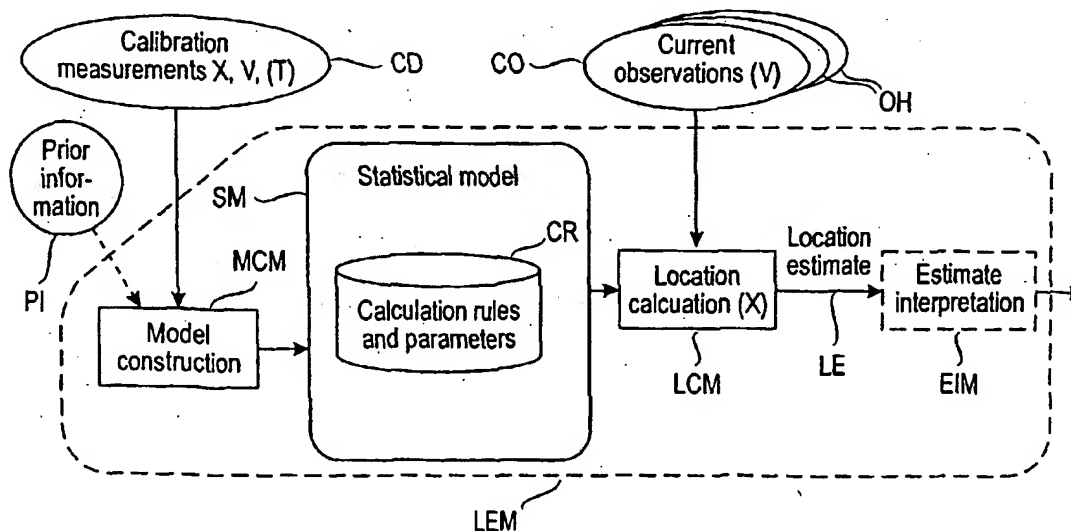 Calibration
measurements X, V, (T)
CD
CO
Current
observations (V)
OH
Prior
infor-
mation
PI
SM
Statistical model
MCM
CR
Model
construction
Calculation rules
and parameters
Location
calcuation (X)
LCM
Location
estimate
LE
Estimate
interpretation
EIM
LEM